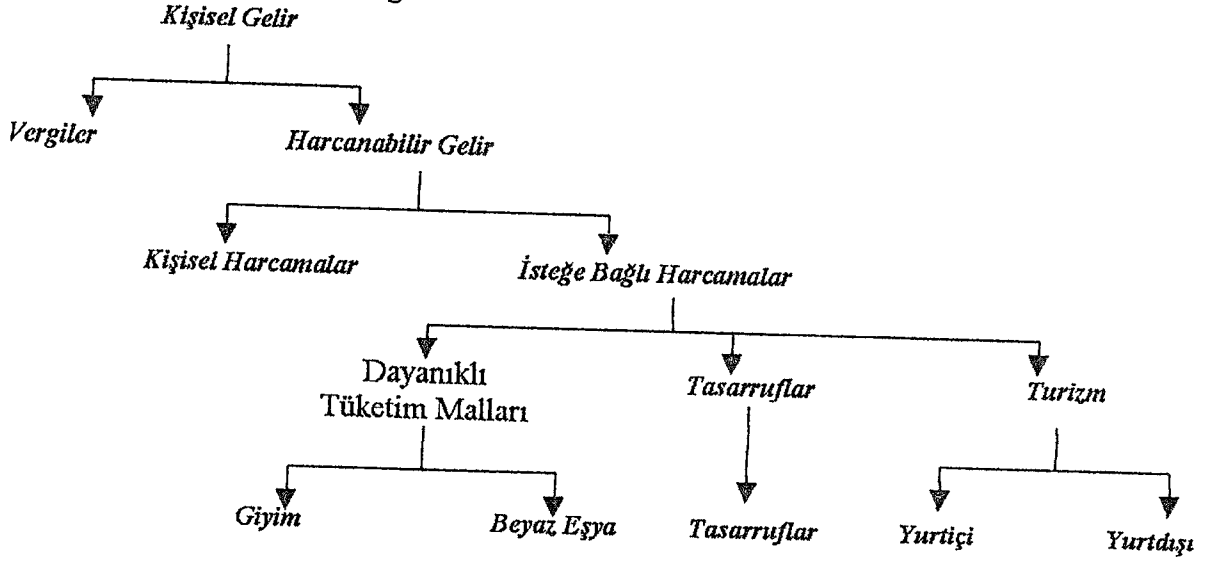 Kişisel Gelir
Vergiler
Harcanabilir Gelir
Kişisel Harcamalar
İsteğe Bağlı Harcamalar
Dayanıklı
Tüketim Malları
Tasarruflar
Turizm
Giyim
Beyaz Eşya
Tasarruflar
Yurtiçi
Yurtdışı